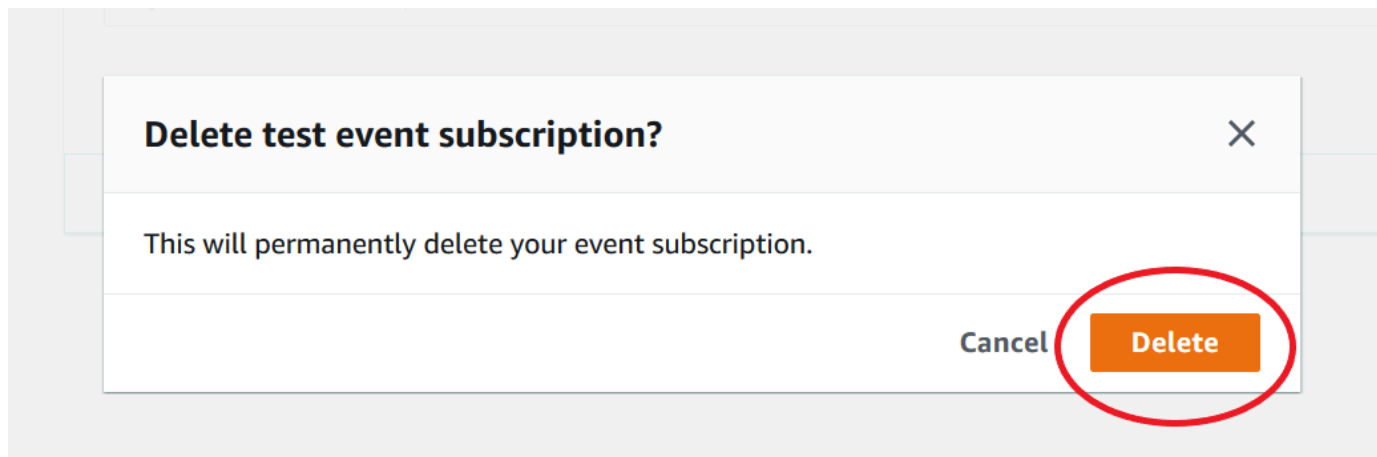 Delete test event subscription?
This will permanently delete your event subscription.
Cancel Delete